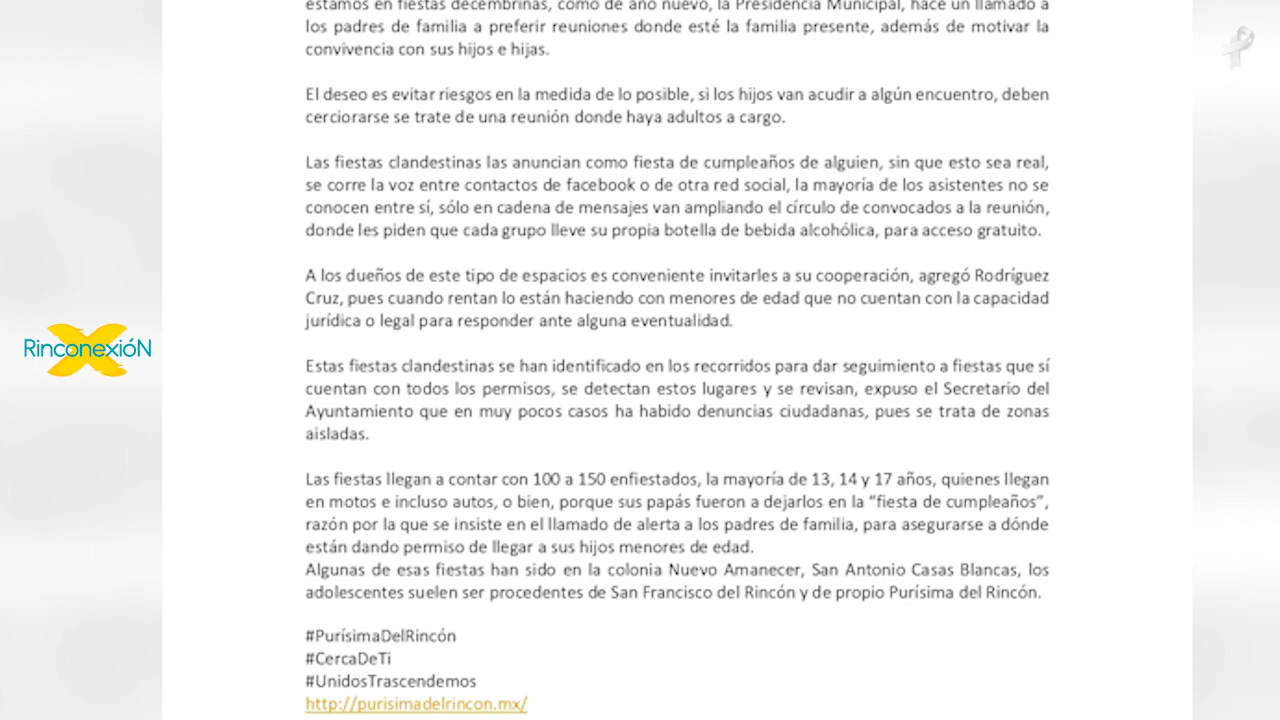 estamos en fiestas decembrinas, como de año nuevo, la Presidencia Municipal, hace un llamado a
los padres de familia a preferir reuniones donde esté la familia presente, además de motivar la
convivencia con sus hijos e hijas.
El deseo es evitar riesgos en la medida de lo posible, si los hijos van acudir a algún encuentro, deben
cerciorarse se trate de una reunión donde haya adultos a cargo.
Las fiestas clandestinas las anuncian como fiesta de cumpleaños de alguien, sin que esto sea real,
se corre la voz entre contactos de facebook o de otra red social, la mayoría de los asistentes no se
conocen entre sí, sólo en cadena de mensajes van ampliando el círculo de convocados a la reunión,
donde les piden que cada grupo lleve su propia botella de bebida alcohólica, para acceso gratuito.
A los dueños de este tipo de espacios es conveniente invitarles a su cooperación, agregó Rodríguez
Cruz, pues cuando rentan lo están haciendo con menores de edad que no cuentan con la capacidad
jurídica o legal para responder ante alguna eventualidad.
RinconexióN
Estas fiestas clandestinas se han identificado en los recorridos para dar seguimiento a fiestas que sí
cuentan con todos los permisos, se detectan estos lugares y se revisan, expuso el Secretario del
Ayuntamiento que en muy pocos casos ha habido denuncias ciudadanas, pues se trata de zonas
aisladas.
Las fiestas llegan a contar con 100 a 150 enfiestados, la mayoría de 13, 14 y 17 años, quienes llegan
en motos e incluso autos, o bien, porque sus papás fueron a dejarlos en la “fiesta de cumpleaños”,
razón por la que se insiste en el llamado de alerta a los padres de familia, para asegurarse a dónde
están dando permiso de llegar a sus hijos menores de edad.
Algunas de esas fiestas han sido en la colonia Nuevo Amanecer, San Antonio Casas Blancas, los
adolescentes suelen ser procedentes de San Francisco del Rincón y de propio Purísima del Rincón.
#PurísimaDelRincón
#CercaDeTi
#UnidosTrascendemos
http://purisimadelrincon.mx/